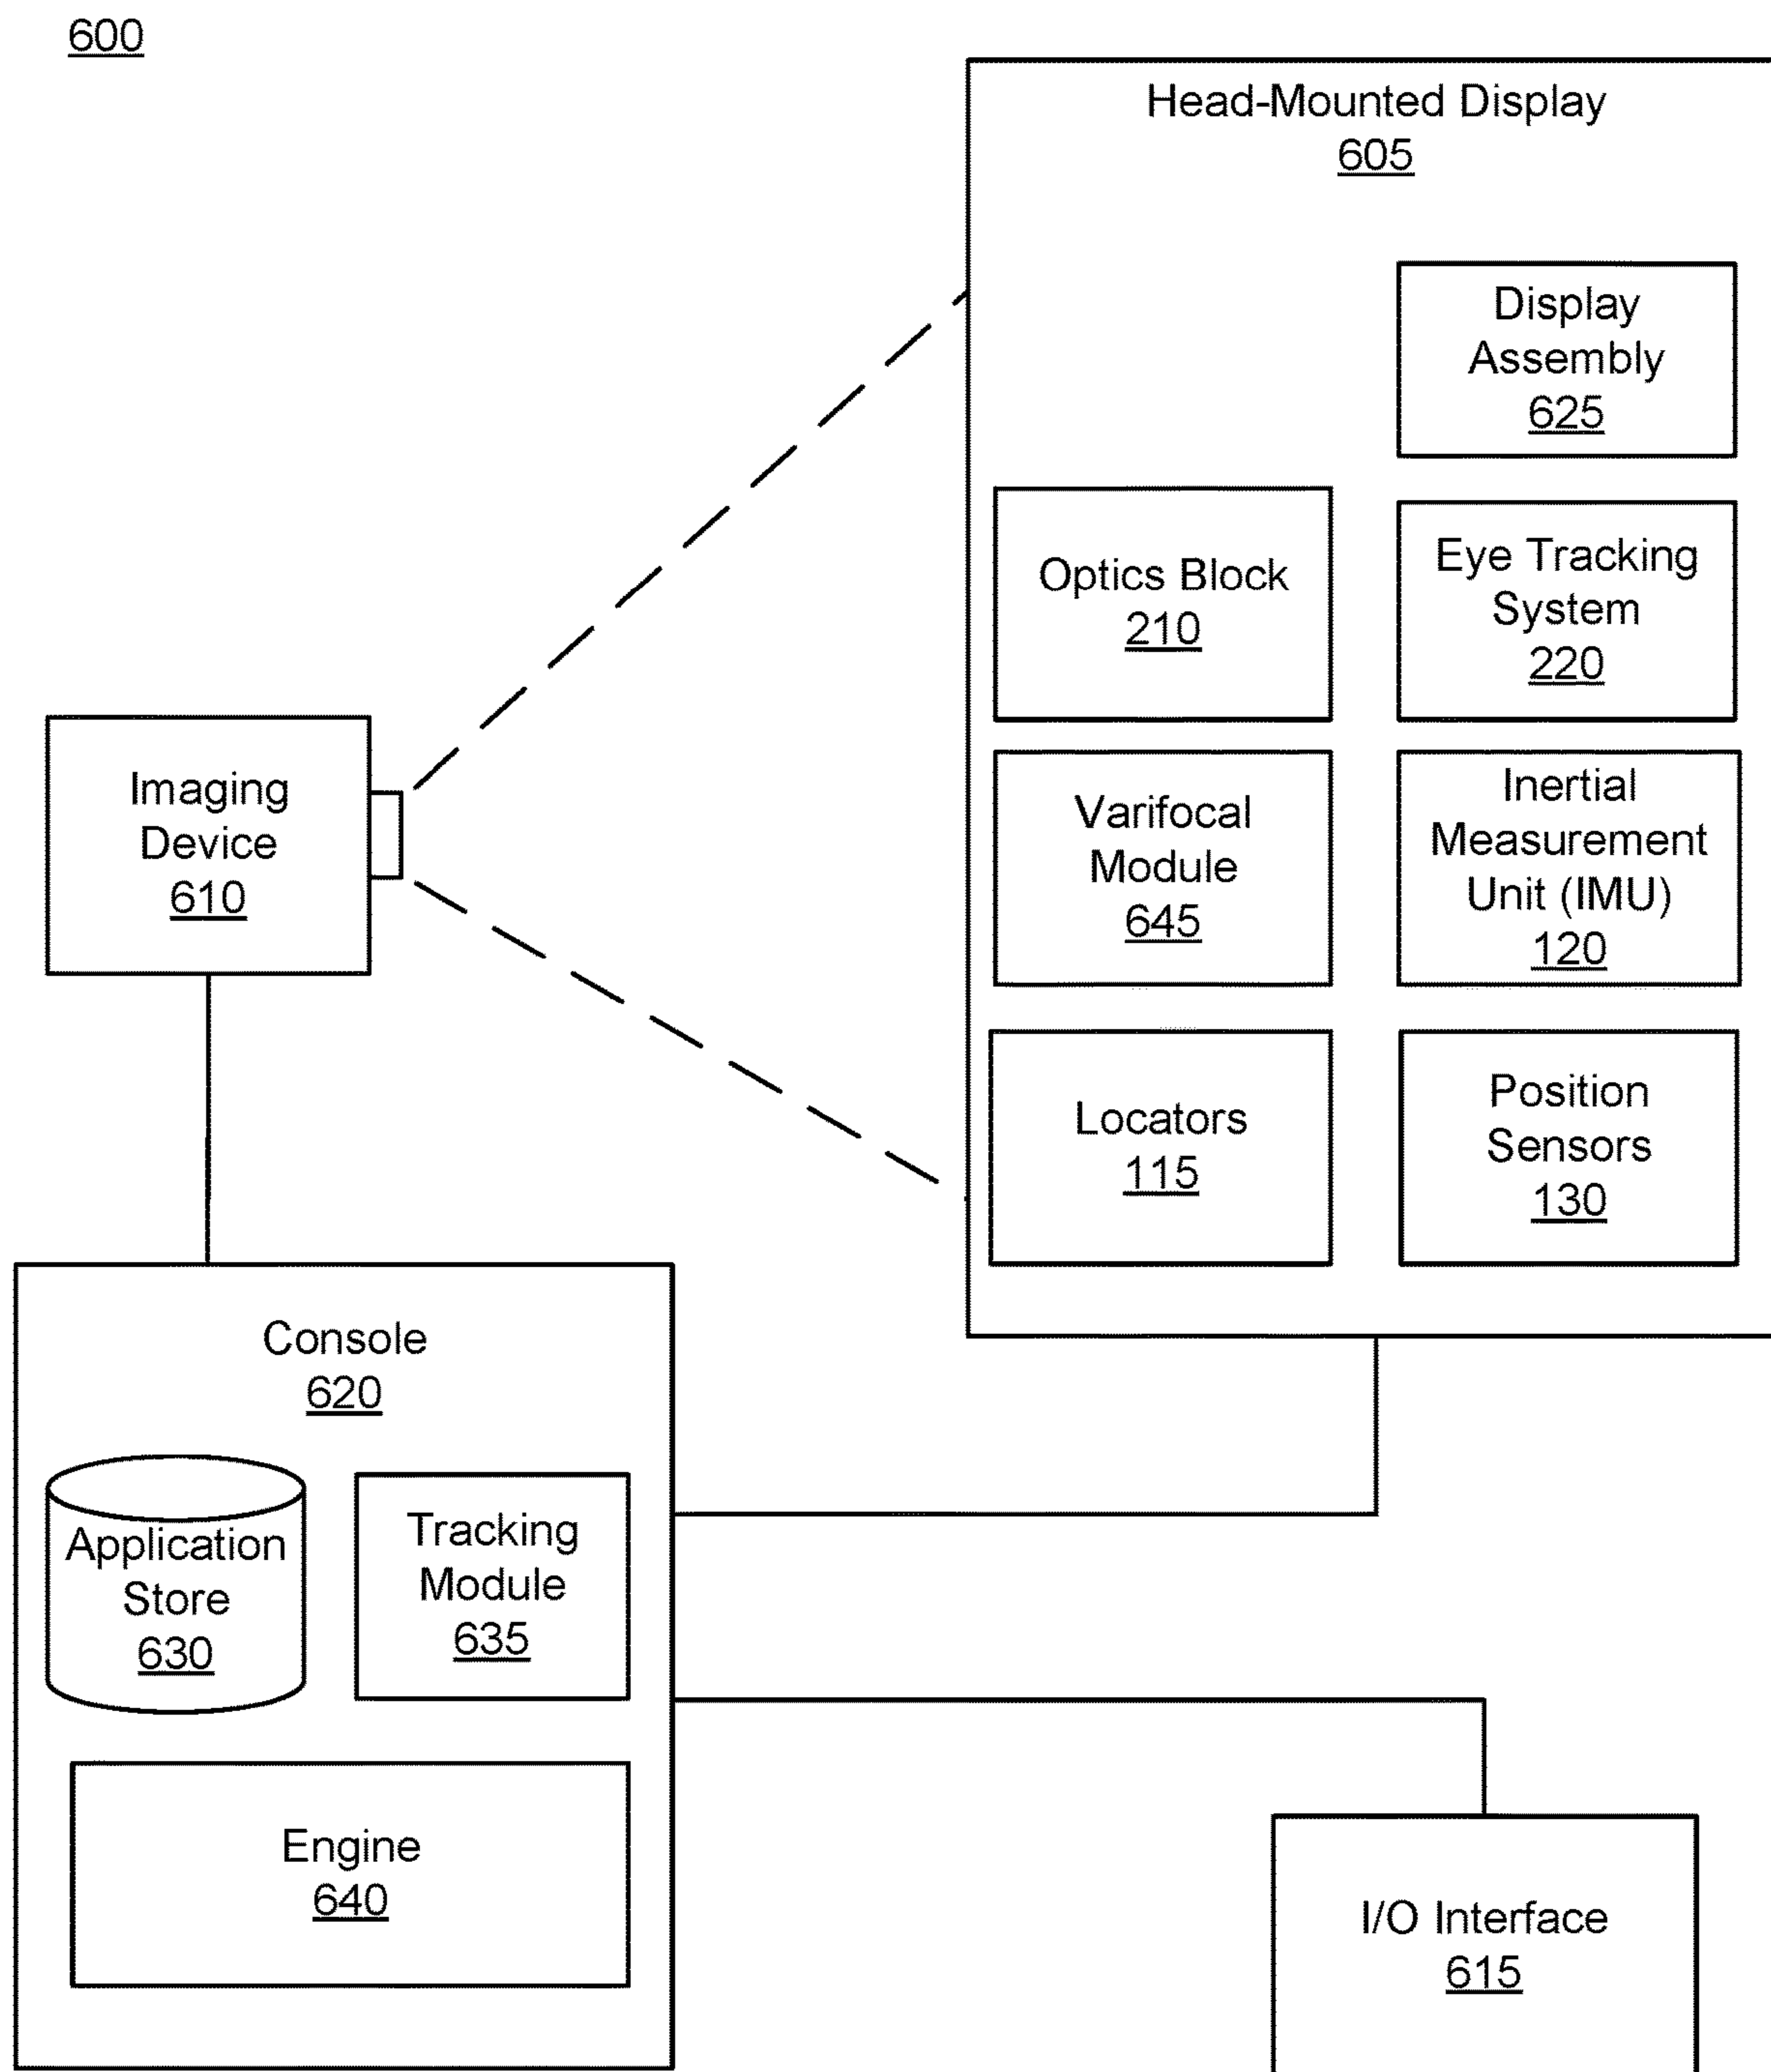 600
Head-Mounted Display
605
Display
Assembly
625
Optics Block
210
Eye Tracking
System
220
Imaging
Device
610
Varifocal
Module
645
Inertial
Measurement
Unit (IMU)
120
Locators
115
Position
Sensors
130
Console
620
Application
Store
630
Tracking
Module
635
Engine
640
I/O Interface
615